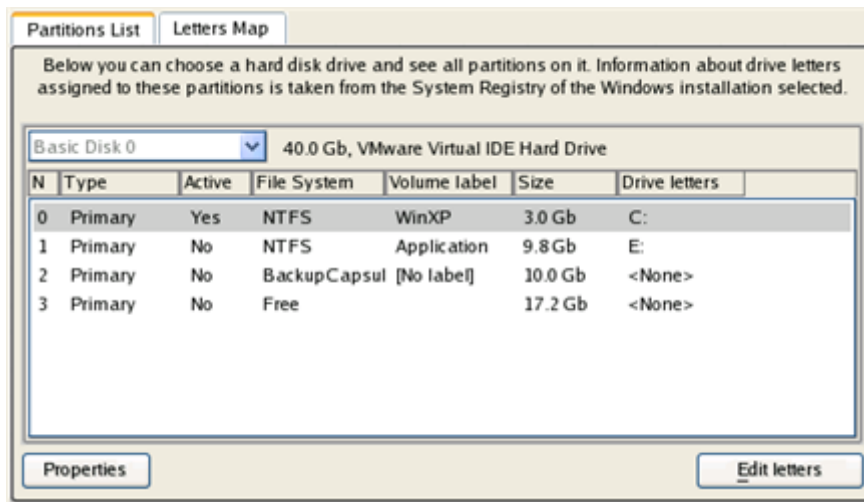 Partitions List Letters Map
Below you can choose a hard disk drive and see all partitions on it. Information about drive letters
assigned to these partitions is taken from the System Registry of the Windows installation selected.
Basic Disk 0 40.0 Gb, VMware Virtual IDE Hard Drive
N Type Active File System Volume label Size Drive letters
0 Primary Yes NTFS WinXP 3.0 Gb C:
1 Primary No NTFS Application 9.8 Gb E:
2 Primary No BackupCapsul [No label] 10.0 Gb <None>
3 Primary No Free 17.2 Gb <None>
Properties Edit letters